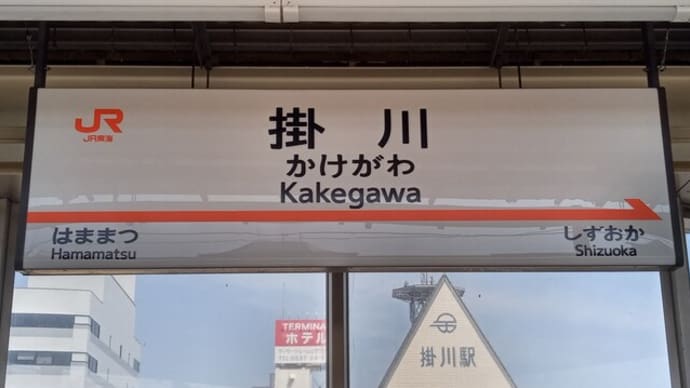 JR
JR東海
掛川
かけがわ
Kakegawa
はままつ
Hamamatsu
しずおか
Shizuoka
TERMINAL
ホテル
掛川駅